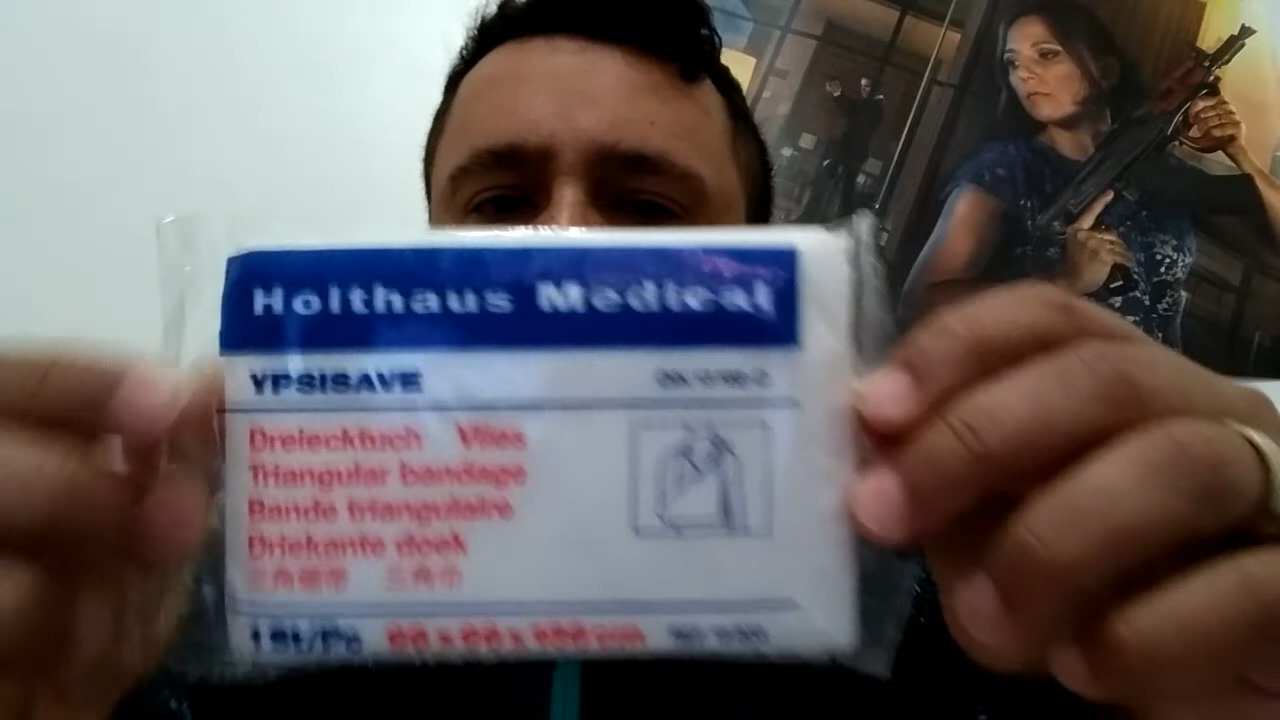 Holthaus Medical
YPSISAVE
Dreiecktuch Vlies
Triangular bandage
Bande triangulaire
Driekante doek
1 St/Pc